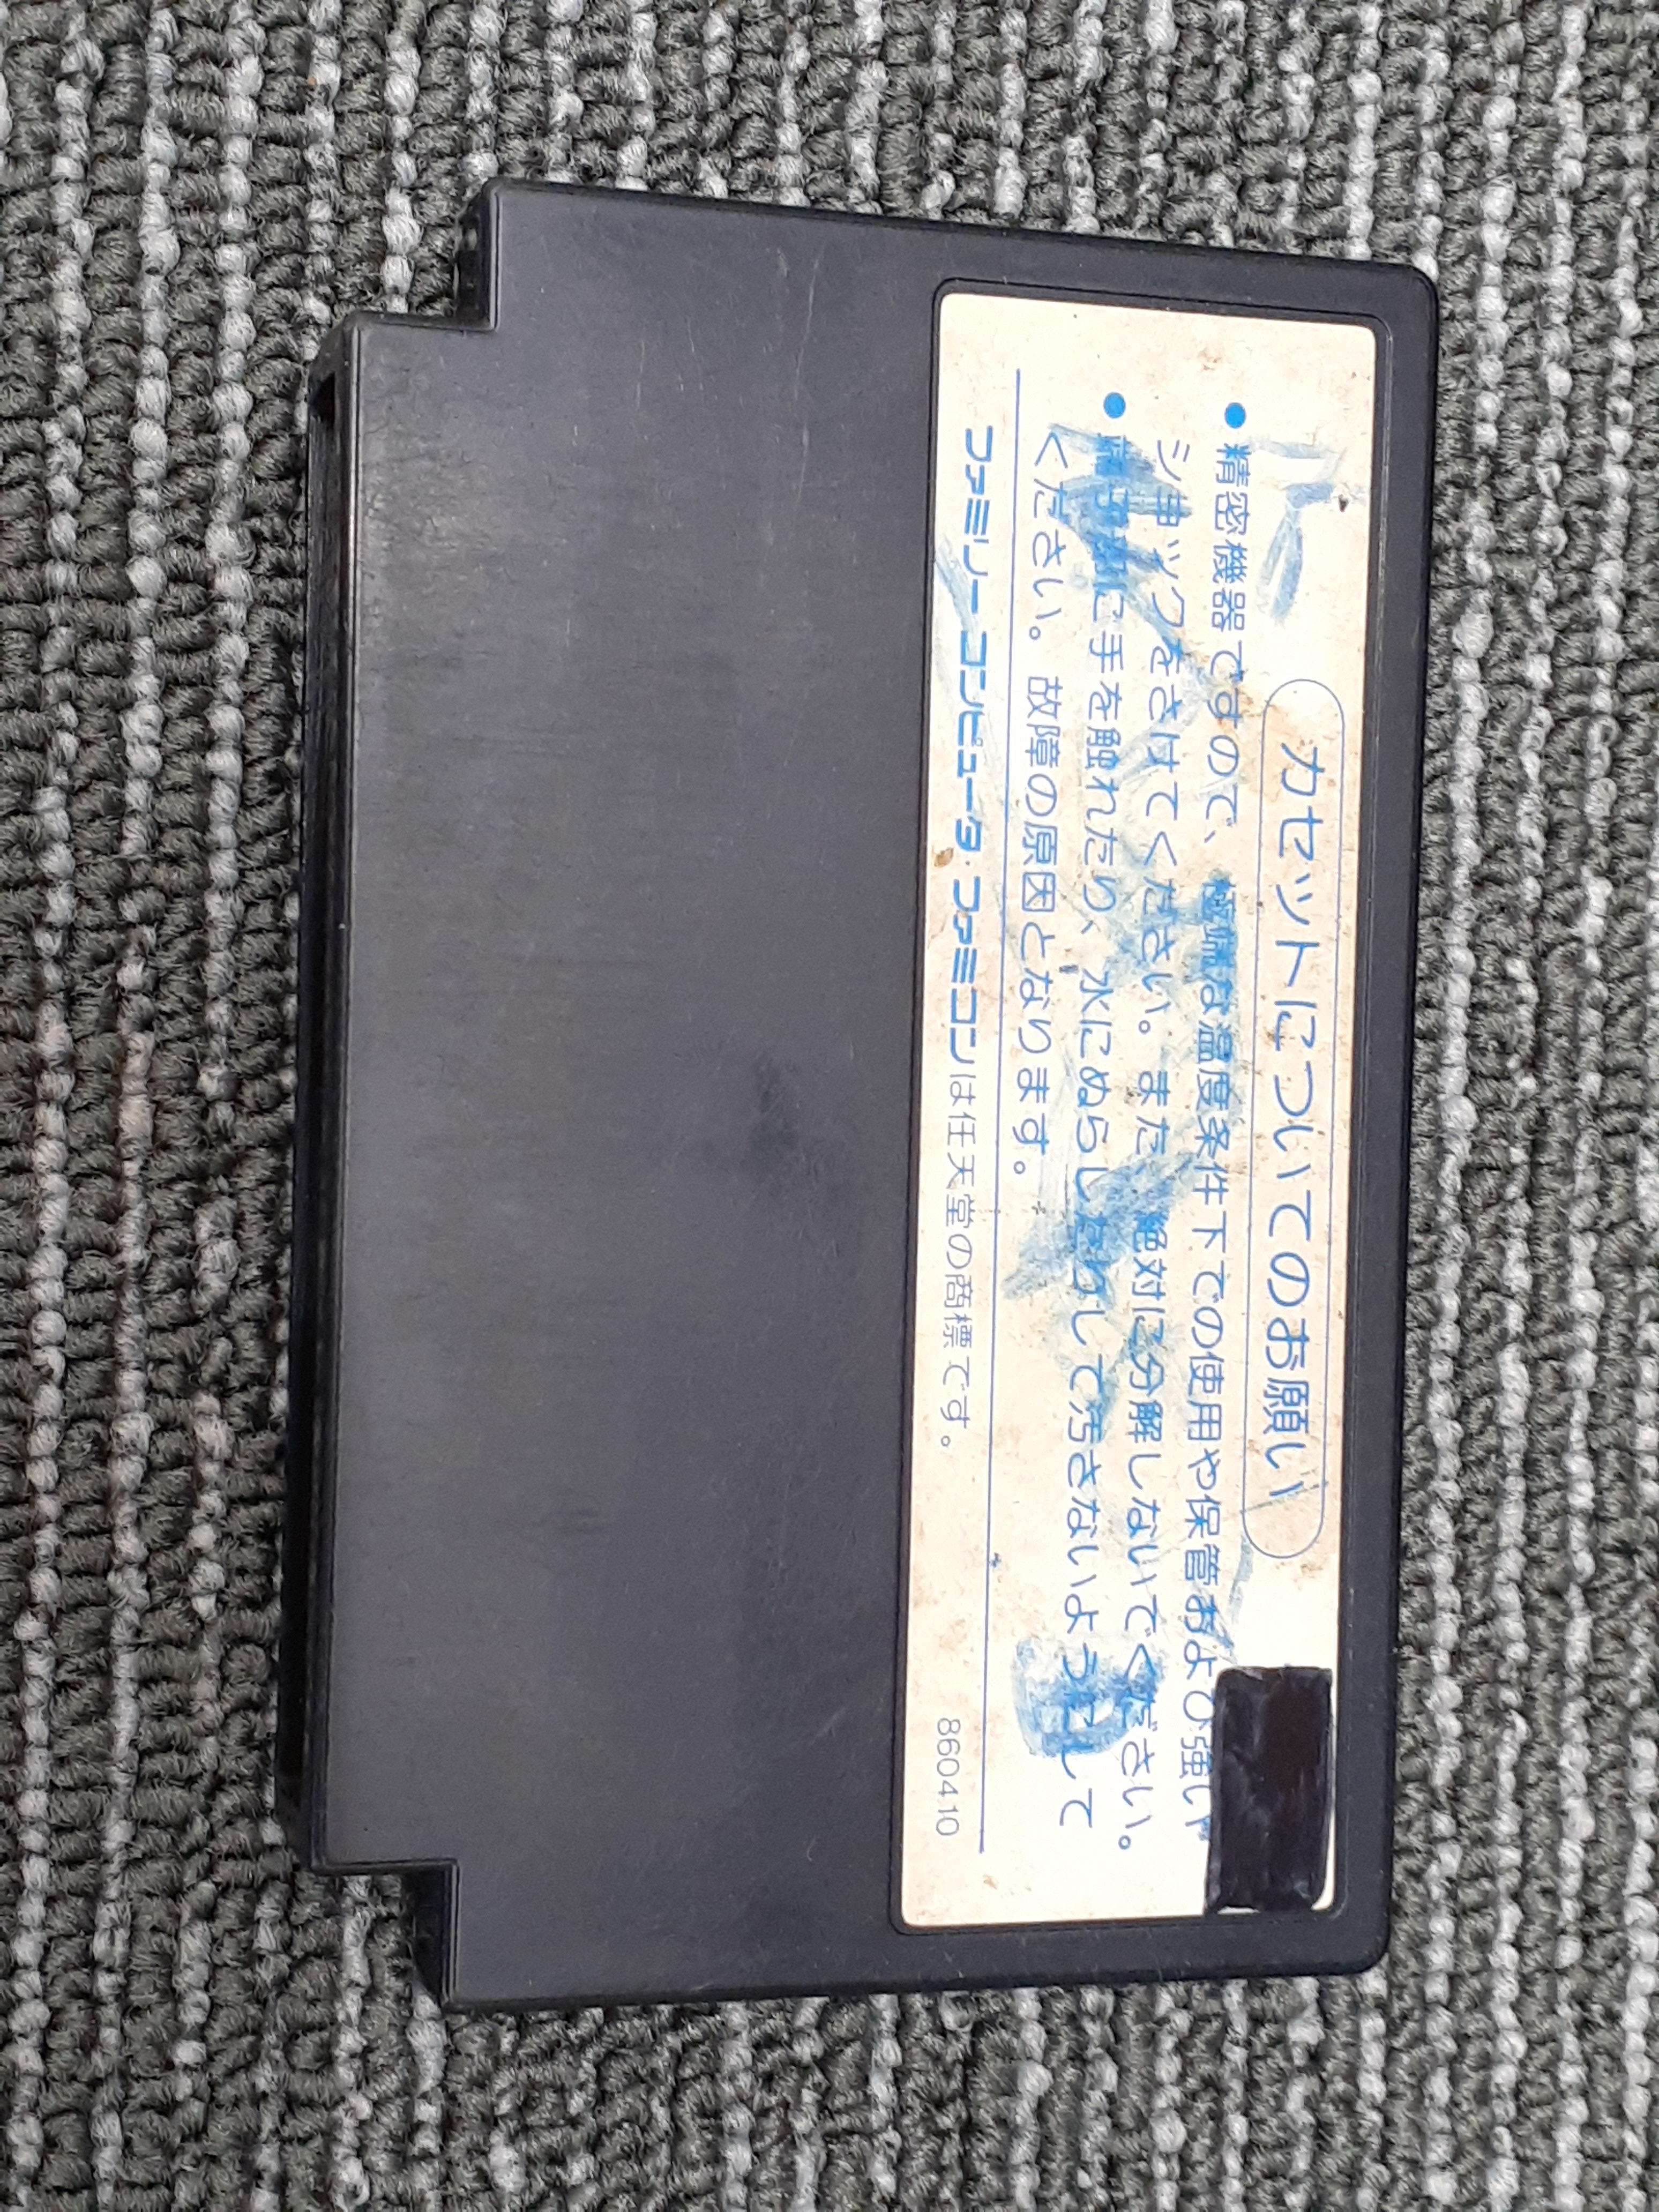 カセットについてのお願い
●精密機器ですので、極端な温度条件下での使用や保管および強い
ショックをさけてください。また、絶対に分解しないでください。
●端子部に手を触れたり、水にぬらしたりして汚さないようにして
ください。故障の原因となります。
ファミリーコンピュータ・ファミコンは任天堂の商標です。
860410